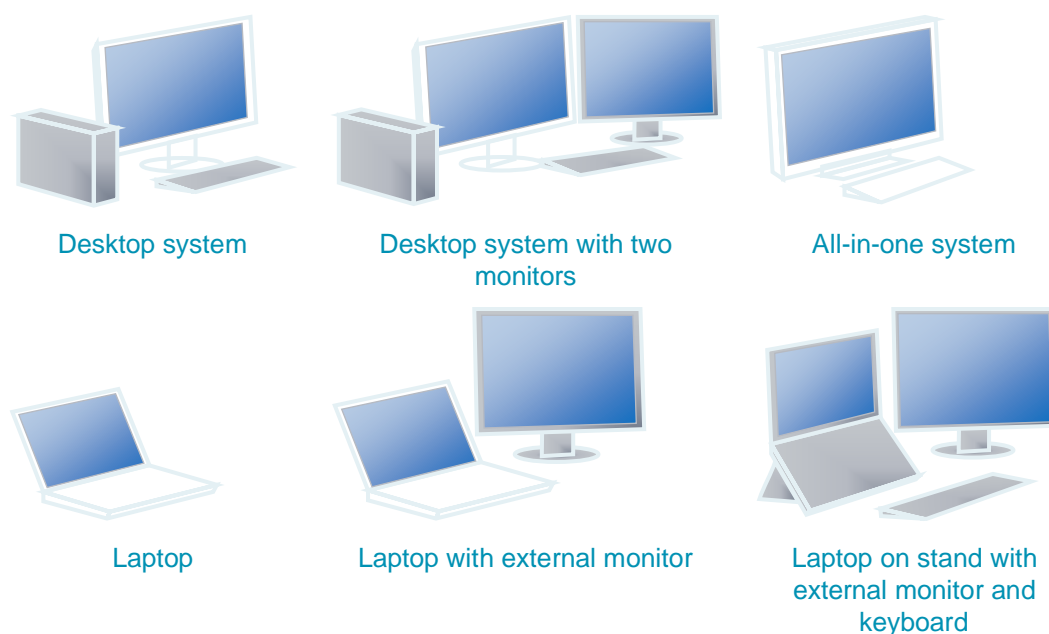 Desktop system
Desktop system with two
monitors
All-in-one system
Laptop
Laptop with external monitor
Laptop on stand with
external monitor and
keyboard